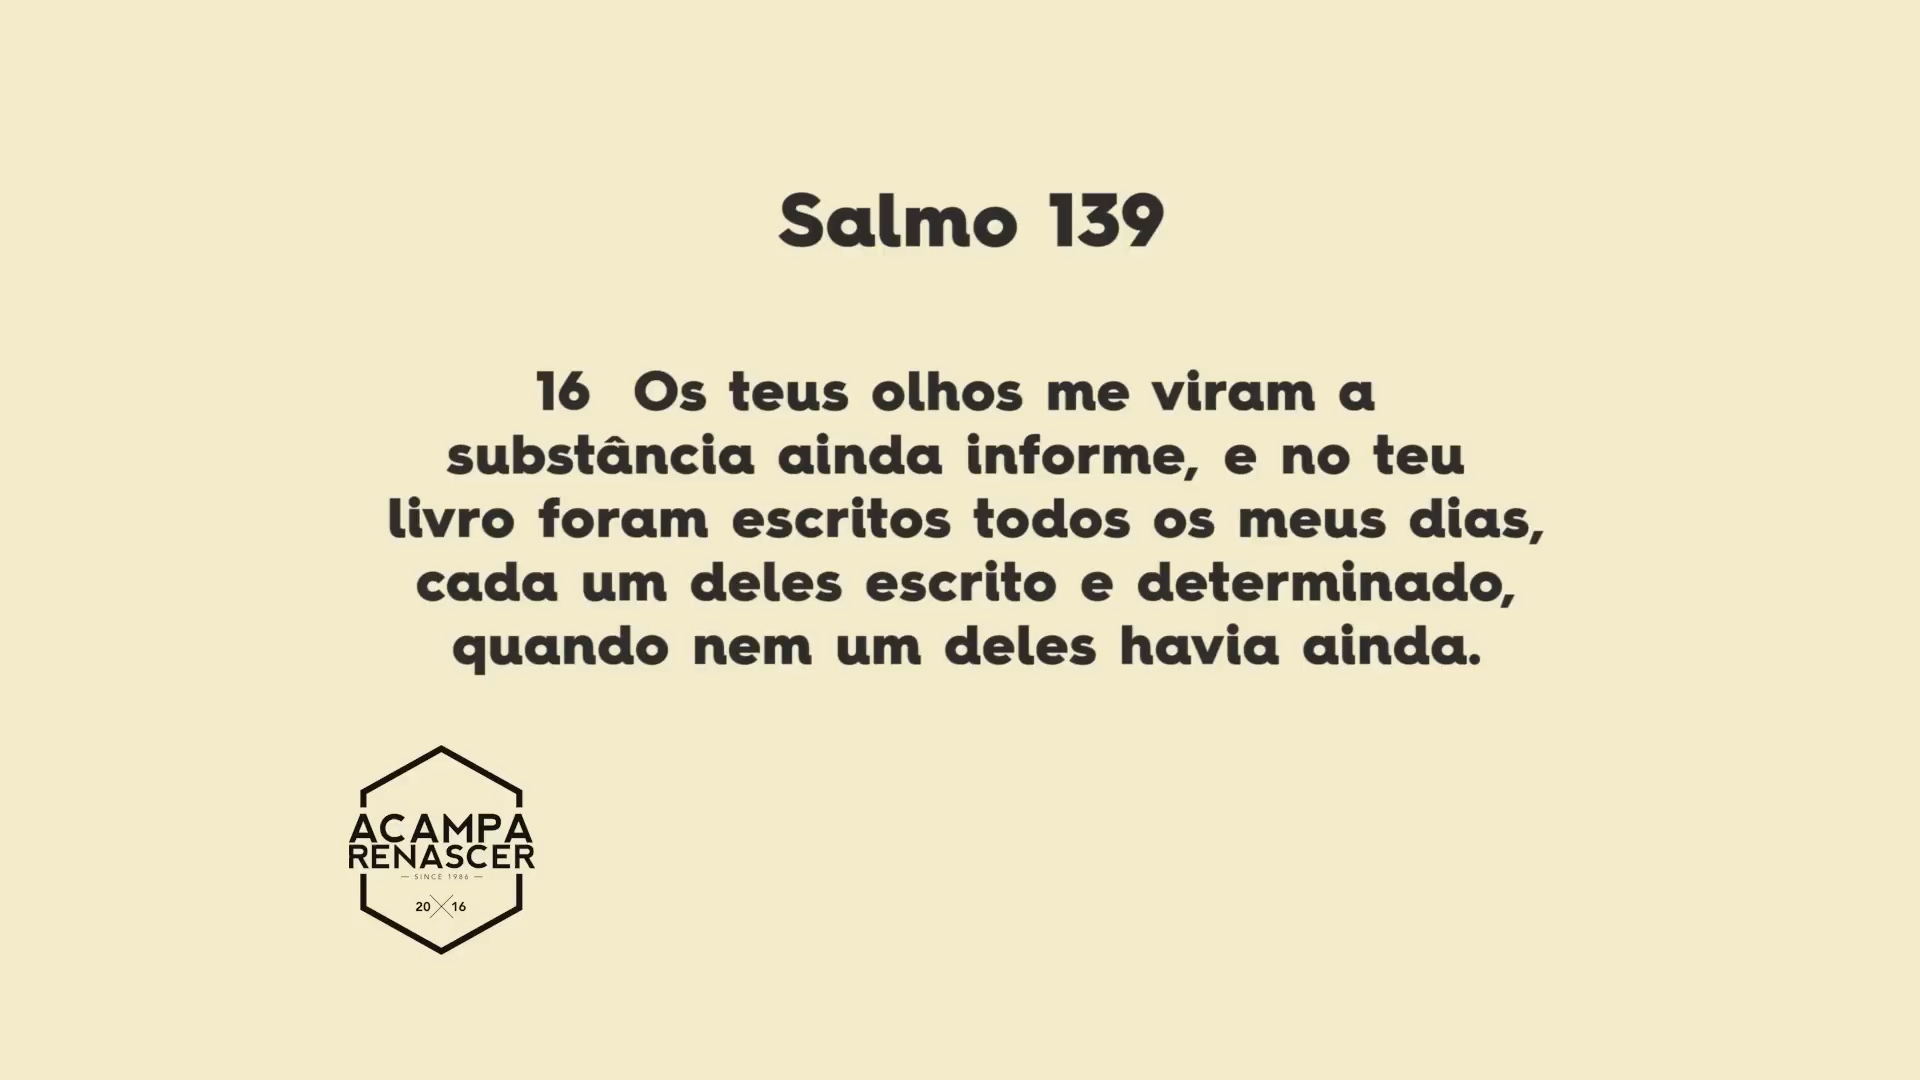 Salmo 139
16 Os teus olhos me viram a
substância ainda informe, e no teu
livro foram escritos todos os meus dias,
cada um deles escrito e determinado,
quando nem um deles havia ainda.
ACAMPA
RENASCER
— SINCE 1986 —
20 16